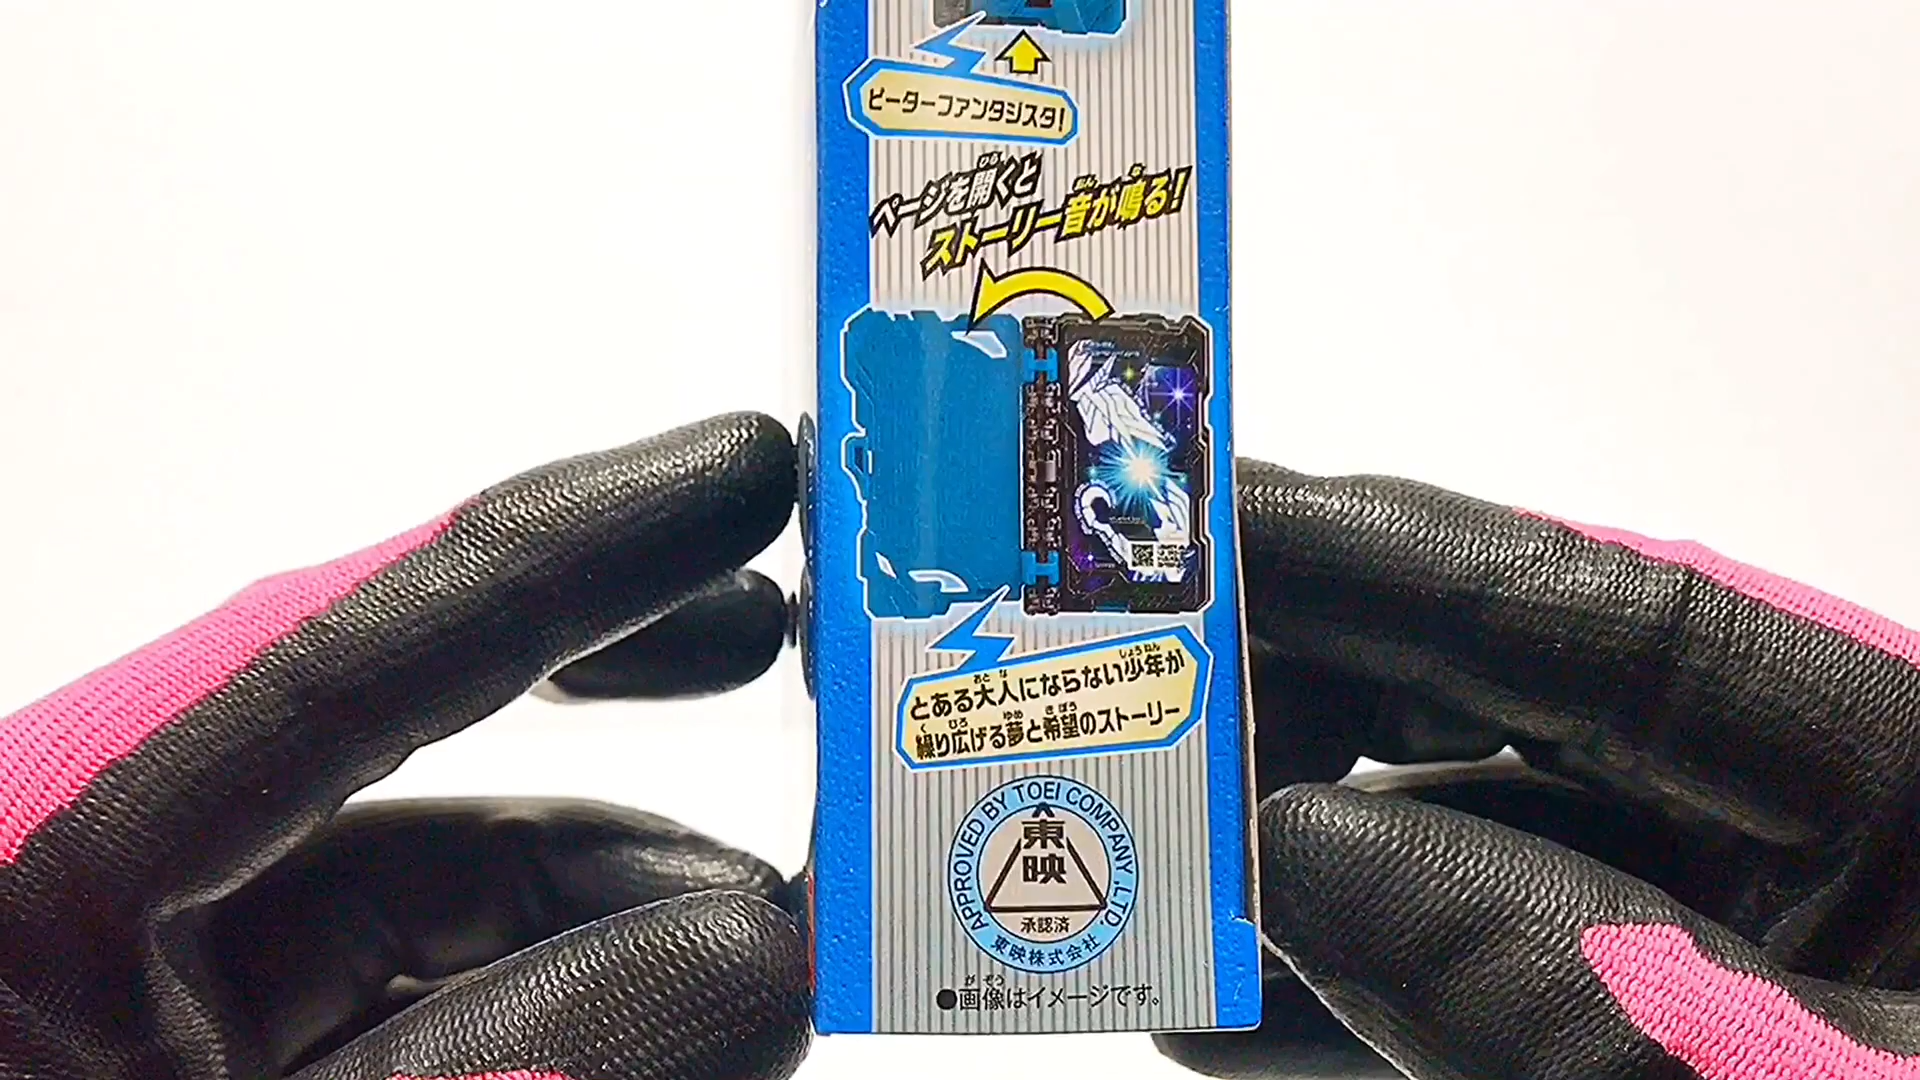 ピーターファンタジスタ!
ページを開くと
ストーリー音が鳴る!
とある大人にならない少年が
繰り広げる夢と希望のストーリー
APPROVED BY TOEI COMPANY, LTD.
東映
承認済
東映株式会社
●画像はイメージです。